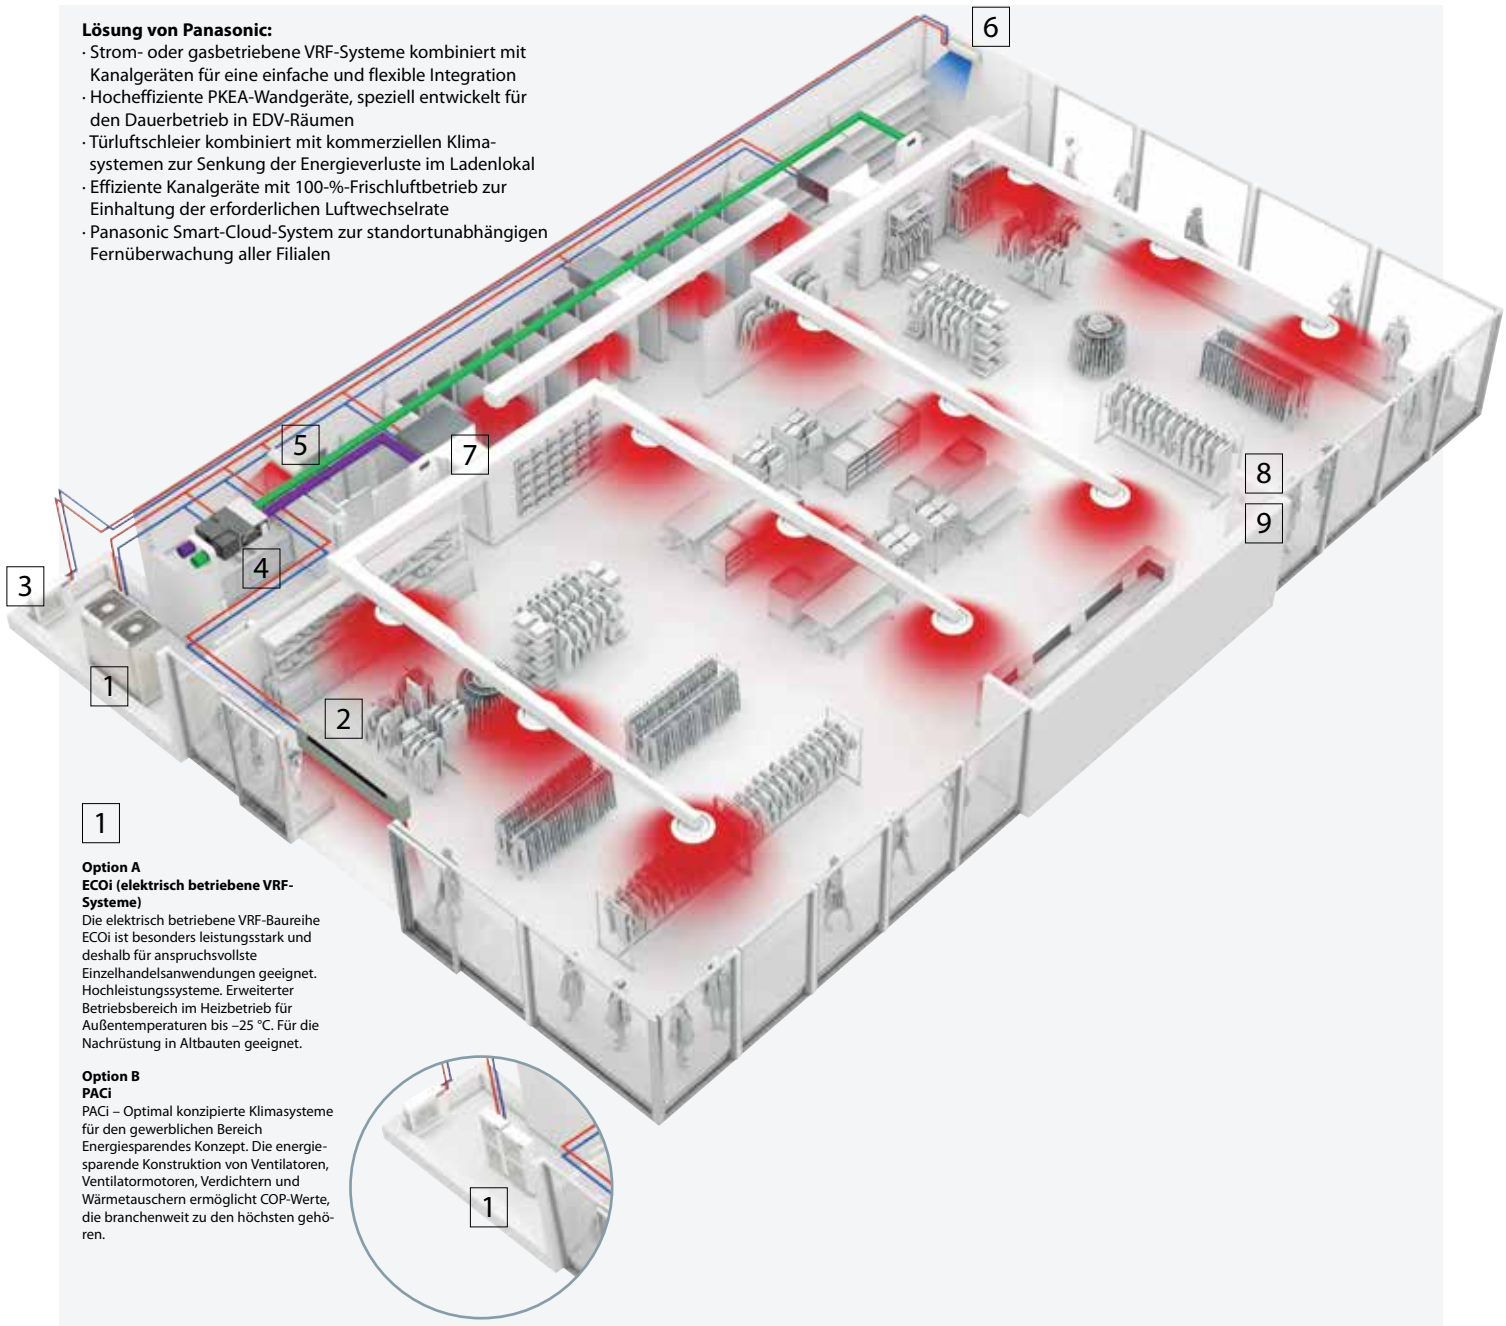 Lösung von Panasonic:
· Strom- oder gasbetriebene VRF-Systeme kombiniert mit
Kanalgeräten für eine einfache und flexible Integration
· Hocheffiziente PKEA-Wandgeräte, speziell entwickelt für
den Dauerbetrieb in EDV-Räumen
· Türluftschleier kombiniert mit kommerziellen Klima-
systemen zur Senkung der Energieverluste im Ladenlokal
· Effiziente Kanalgeräte mit 100-%-Frischluftbetrieb zur
Einhaltung der erforderlichen Luftwechselrate
· Panasonic Smart-Cloud-System zur standortunabhängigen
Fernüberwachung aller Filialen
6
5
7
8
9
4
3
1
2
1
Option A
ECOi (elektrisch betriebene VRF-
Systeme)
Die elektrisch betriebene VRF-Baureihe
ECOi ist besonders leistungsstark und
deshalb für anspruchsvollste
Einzelhandelsanwendungen geeignet.
Hochleistungssysteme. Erweiterter
Betriebsbereich im Heizbetrieb für
Außentemperaturen bis –25 °C. Für die
Nachrüstung in Altbauten geeignet.
Option B
PACi
PACi – Optimal konzipierte Klimasysteme
für den gewerblichen Bereich
Energiesparendes Konzept. Die energie-
sparende Konstruktion von Ventilatoren,
Ventilatormotoren, Verdichtern und
Wärmetauschern ermöglicht COP-Werte,
die branchenweit zu den höchsten gehö-
ren.
1